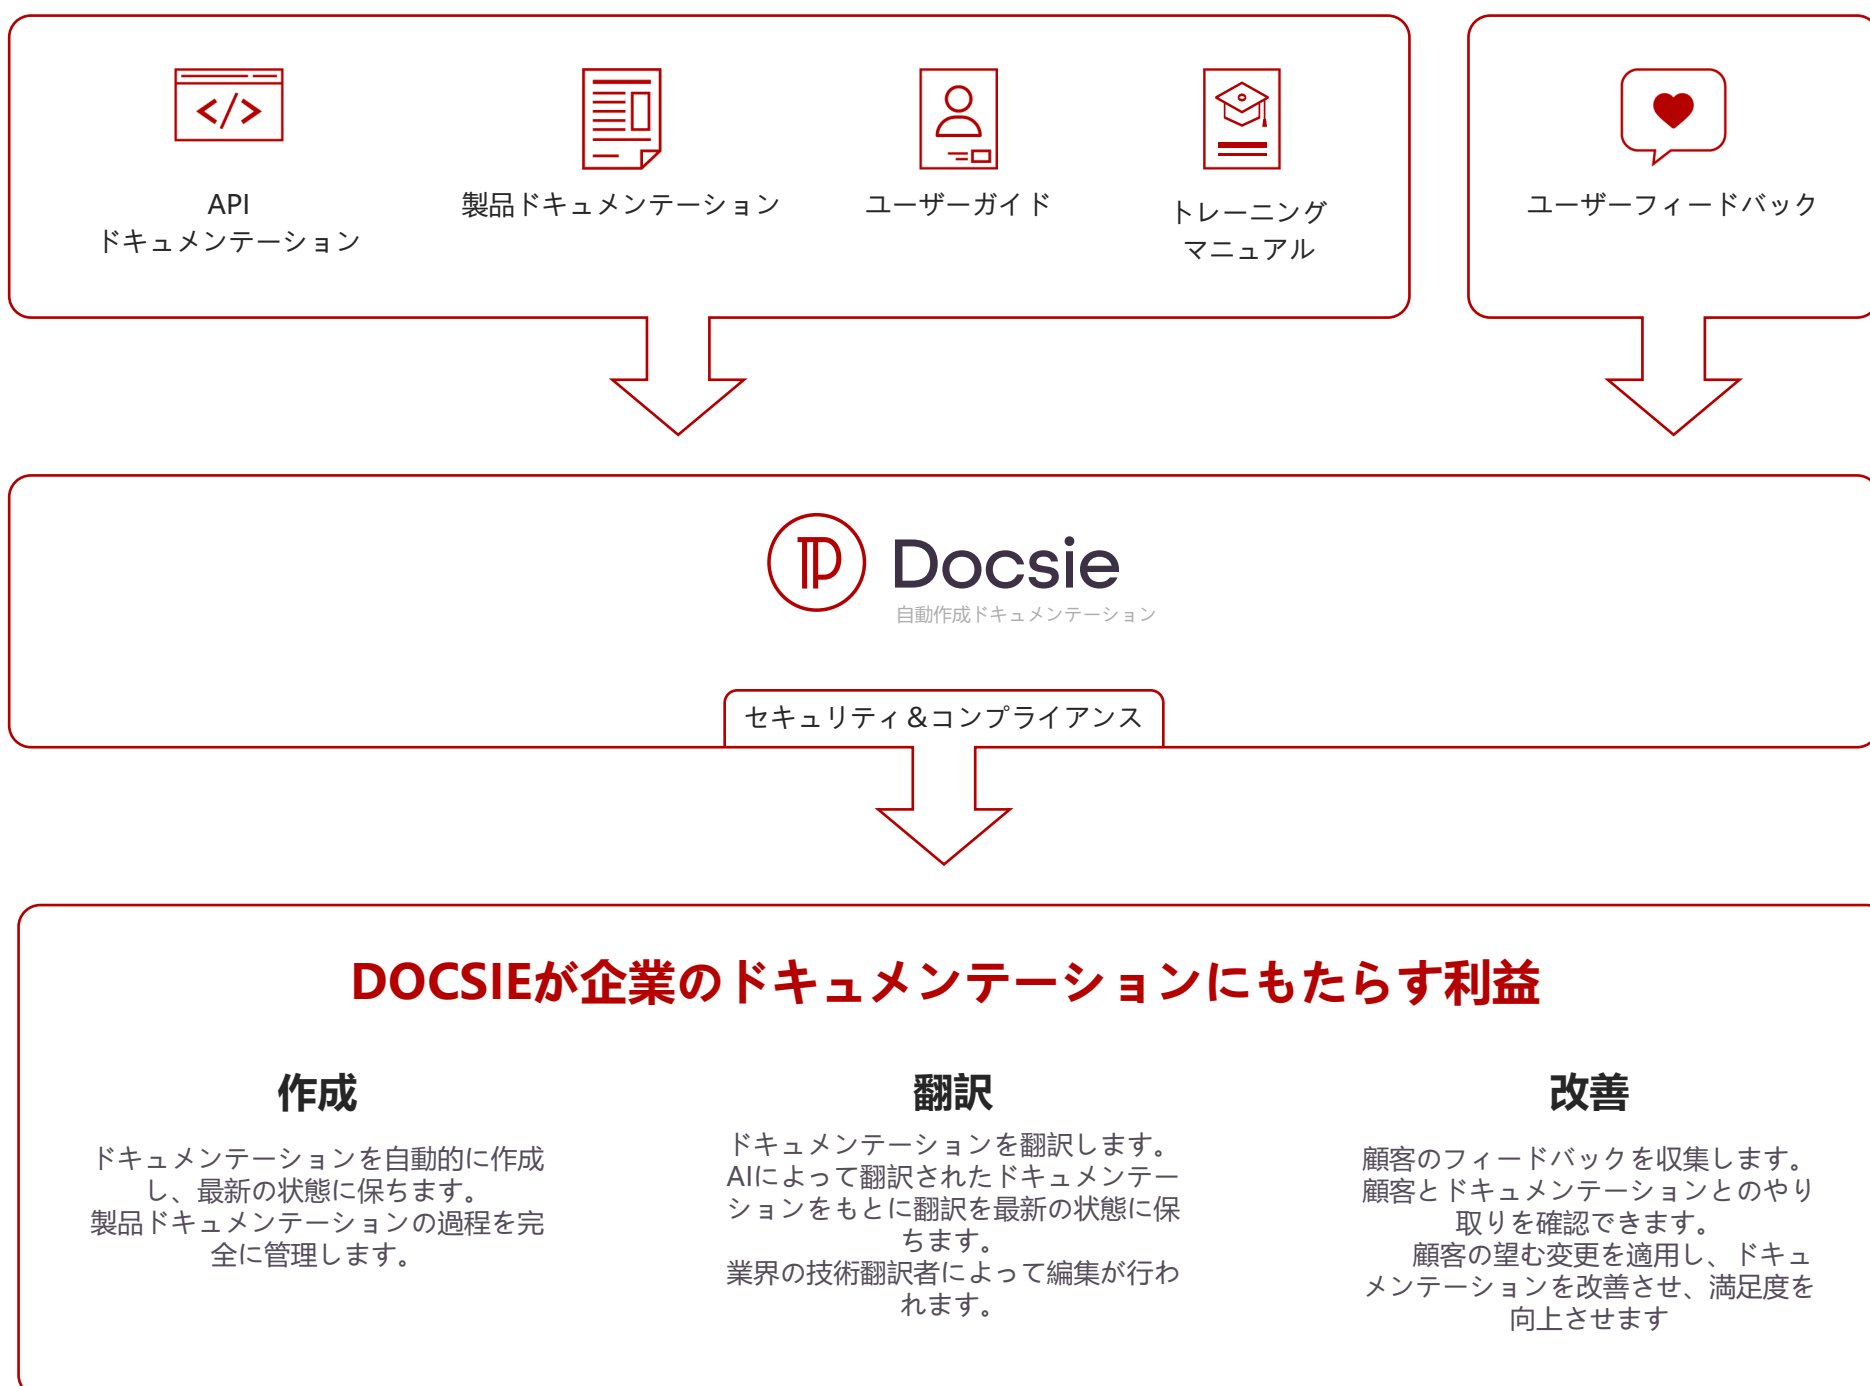 API
ドキュメンテーション
製品ドキュメンテーション
ユーザーガイド
トレーニング
マニュアル
ユーザーフィードバック
Docsie
自動作成ドキュメンテーション
セキュリティ＆コンプライアンス
DOCSIEが企業のドキュメンテーションにもたらす利益
作成
ドキュメンテーションを自動的に作成
し、最新の状態に保ちます。
製品ドキュメンテーションの過程を完
全に管理します。
翻訳
ドキュメンテーションを翻訳します。
AIによって翻訳されたドキュメンテー
ションをもとに翻訳を最新の状態に保
ちます。
業界の技術翻訳者によって編集が行わ
れます。
改善
顧客のフィードバックを収集します。
顧客とドキュメンテーションとのやり
取りを確認できます。
顧客の望む変更を適用し、ドキュ
メンテーションを改善させ、満足度を
向上させます